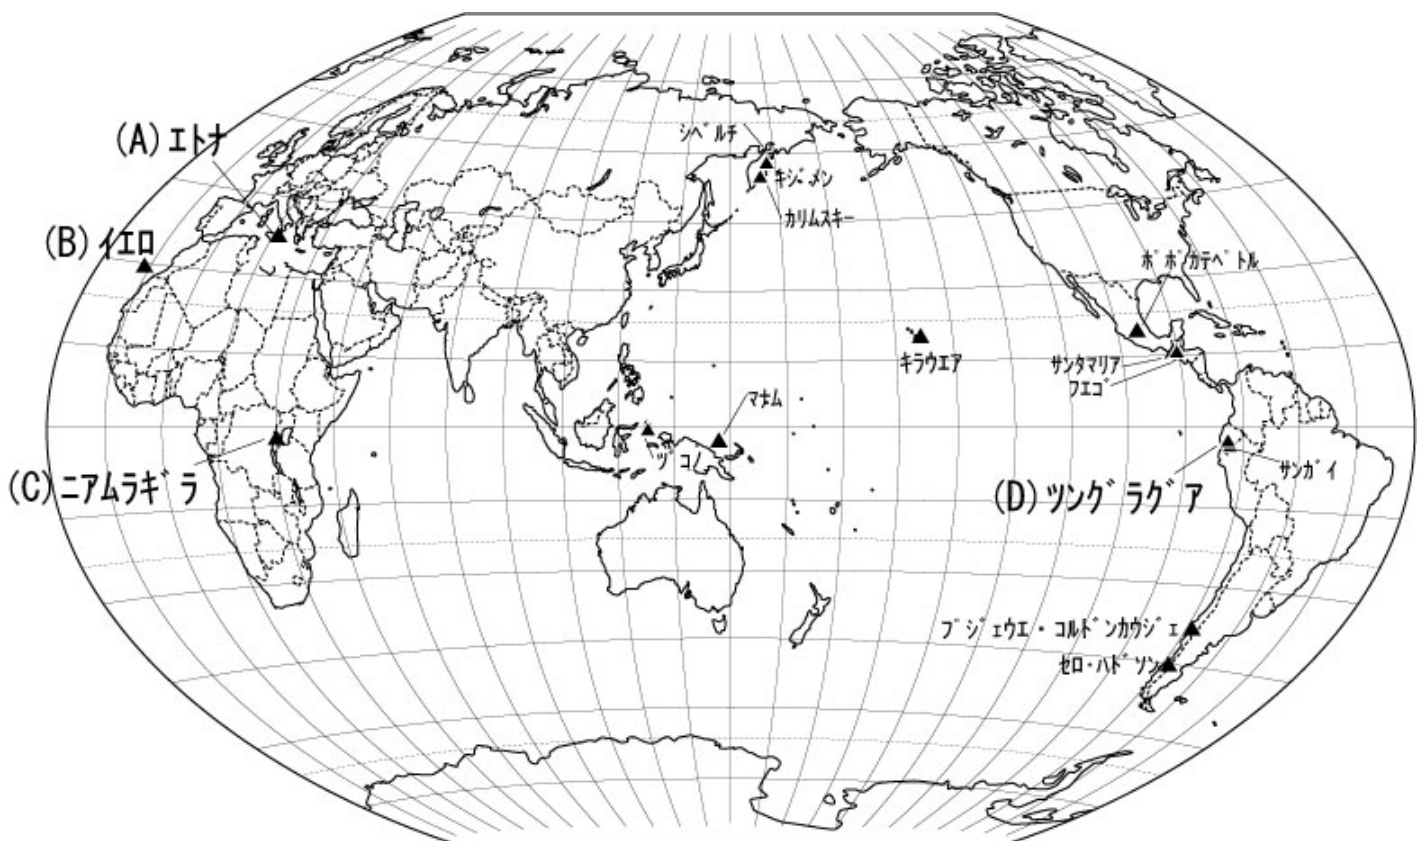 (A) エトナ
シベルチ
キジメン
カリムスキー
(B) イエロ
ポポカテペトル
キラウエア
サンタマリア
フエゴ
マナム
(C) ニアムラギラ
ツコノ
(D) ツングラグア
サンガイ
プジェウエ・コルドンカウジェ
セロ・ハドソン